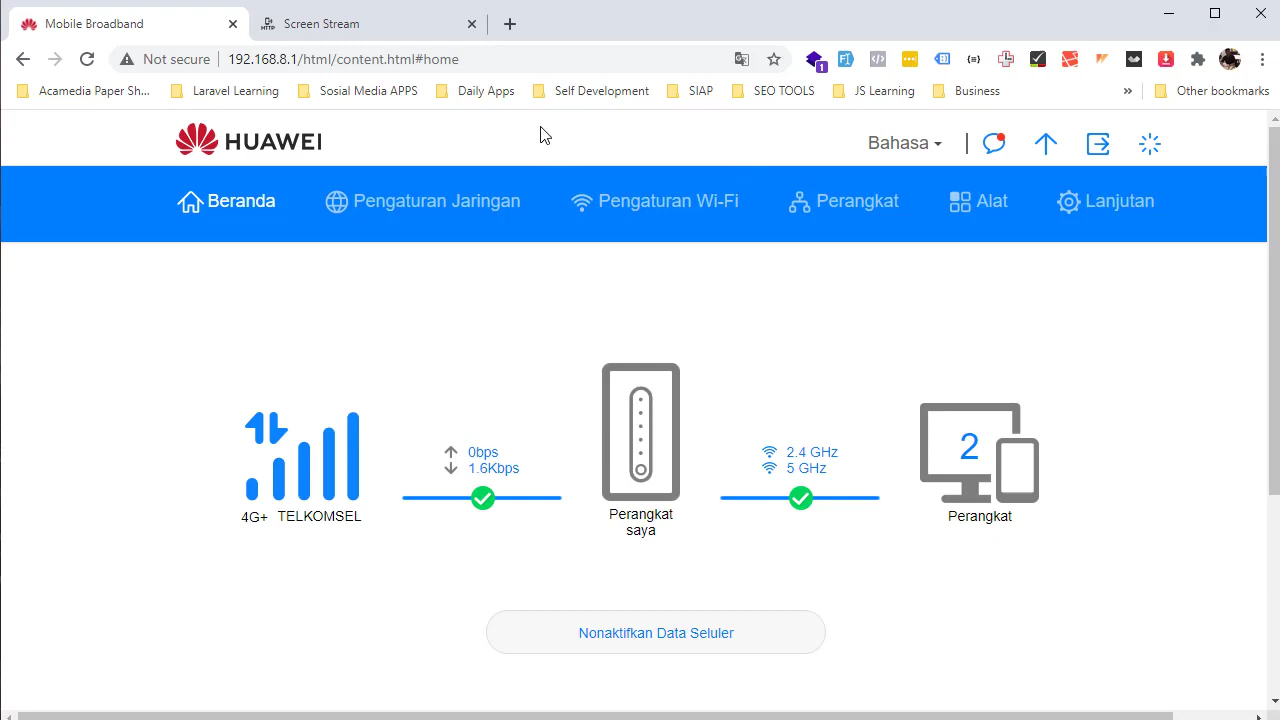 Mobile Broadband
Screen Stream
Not secure
192.168.8.1/html/content.html#home
1
Acamedia Paper Sh...
Laravel Learning
Sosial Media APPS
Daily Apps
Self Development
SIAP
SEO TOOLS
JS Learning
Business
»
Other bookmarks
HUAWEI
Bahasa
Beranda
Pengaturan Jaringan
Pengaturan Wi-Fi
Perangkat
Alat
Lanjutan
0bps
1.6Kbps
2.4 GHz
5 GHz
2
4G+ TELKOMSEL
Perangkat
saya
Perangkat
Nonaktifkan Data Seluler